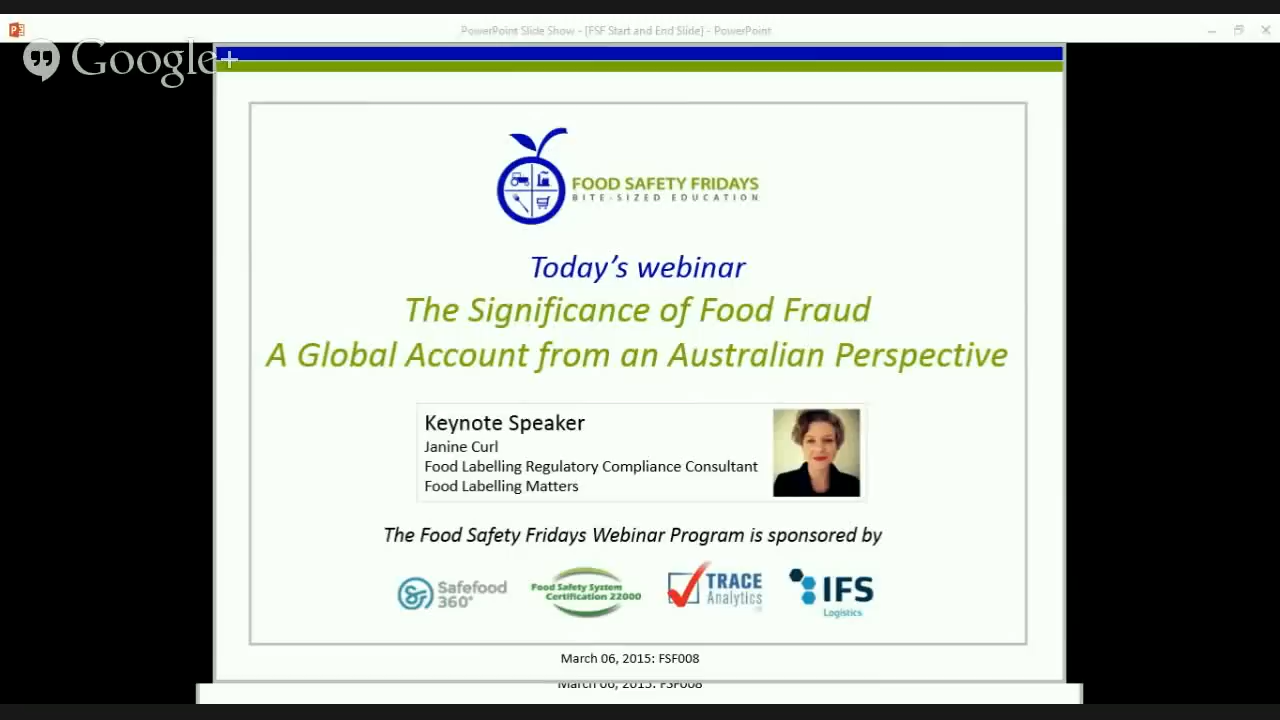 PowerPoint Slide Show - [FSF Start and End Slide] - PowerPoint
Google+
FOOD SAFETY FRIDAYS
BITE-SIZED EDUCATION
Today's webinar
The Significance of Food Fraud
A Global Account from an Australian Perspective
Keynote Speaker
Janine Curl
Food Labelling Regulatory Compliance Consultant
Food Labelling Matters
The Food Safety Fridays Webinar Program is sponsored by
Safefood 360°
Food Safety System
Certification 22000
TRACE
Analytics
IFS
Logistics
March 06, 2015: FSF008
March 06, 2015: FSF008